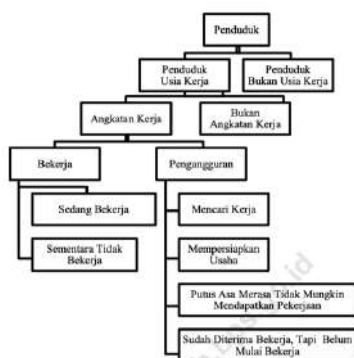 Penduduk
Penduduk
Usia Kerja
Penduduk
Bukan Usia Kerja
Angkatan Kerja
Bukan
Angkatan Kerja
Bekerja
Pengangguran
Sedang Bekerja
Sementara Tidak
Bekerja
Mencari Kerja
Mempersiapkan
Usaha
Putus Asa Merasa Tidak Mungkin
Mendapatkan Pekerjaan
Sudah Diterima Bekerja, Tapi Belum
Mulai Bekerja